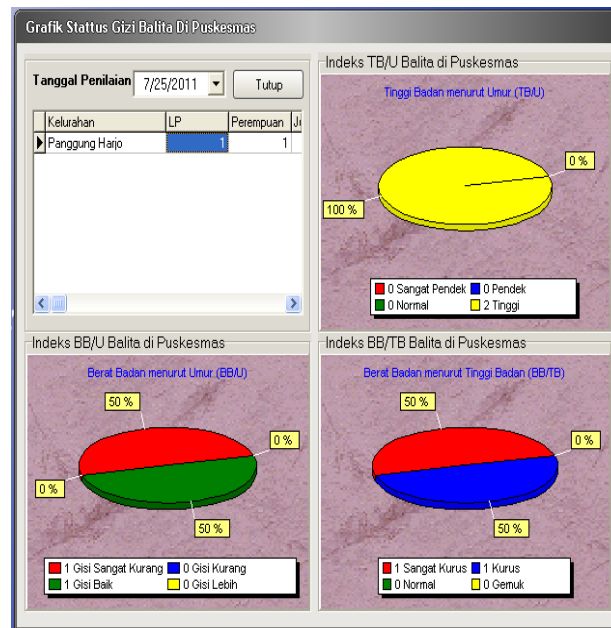 Grafik Stattus Gizi Balita Di Puskesmas
Tanggal Penilaian 7/25/2011 Tutup
Kelurahan LP Perempuan Ju
Panggung Harjo 1 1
Indeks TB/U Balita di Puskesmas
Tinggi Badan menurut Umur (TB/U)
0 %
100 %
0 Sangat Pendek 0 Pendek
0 Normal 2 Tinggi
Indeks BB/U Balita di Puskesmas
Berat Badan menurut Umur (BB/U)
50 %
0 %
0 %
50 %
1 Gisi Sangat Kurang 0 Gisi Kurang
1 Gisi Baik 0 Gisi Lebih
Indeks BB/TB Balita di Puskesmas
Berat Badan menurut Tinggi Badan (BB/TB)
50 %
0 %
50 %
1 Sangat Kurus 1 Kurus
0 Normal 0 Gemuk